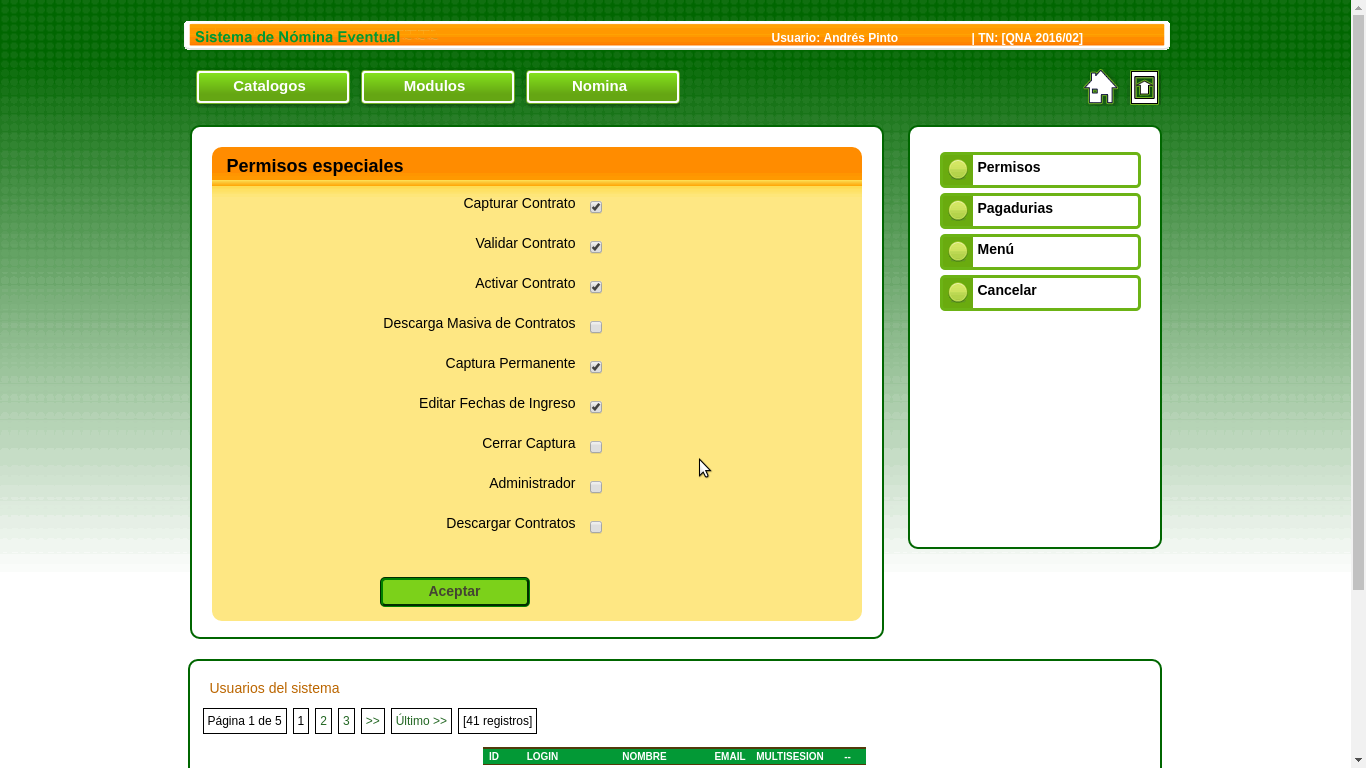 Sistema de Nómina Eventual
Usuario: Andrés Pinto | TN: [QNA 2016/02]
Catalogos Modulos Nomina
Permisos especiales
Capturar Contrato
Validar Contrato
Activar Contrato
Descarga Masiva de Contratos
Captura Permanente
Editar Fechas de Ingreso
Cerrar Captura
Administrador
Descargar Contratos
Aceptar
Permisos
Pagadurias
Menú
Cancelar
Usuarios del sistema
Página 1 de 5 1 2 3 >> Último >> [41 registros]
ID LOGIN NOMBRE EMAIL MULTISESION --